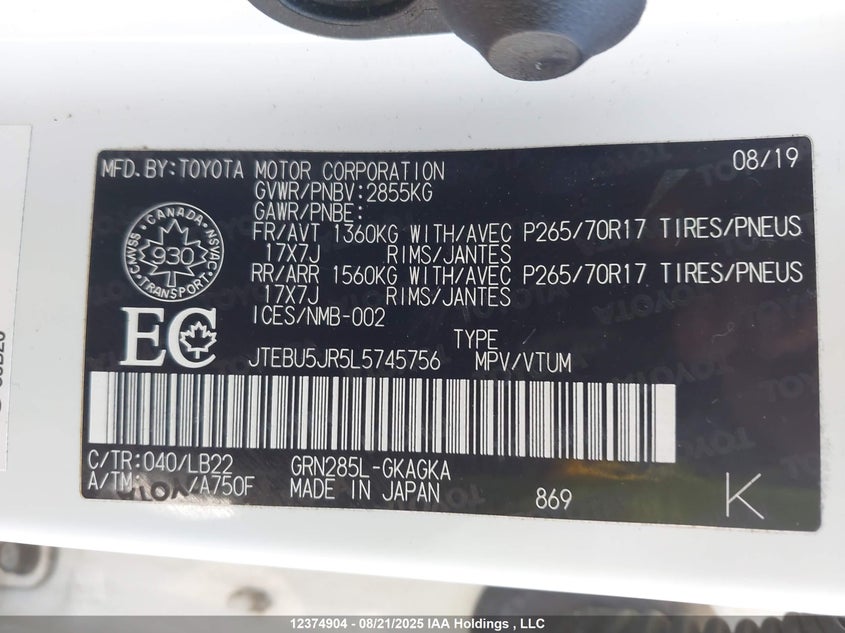 MFD.BY:TOYOTA MOTOR CORPORATION 08/19
GVWR/PNBV:2855KG
GAWR/PNBE:
FR/AVT 1360KG WITH/AVEC P265/70R17 TIRES/PNEUS
17X7J RIMS/JANTES
RR/ARR 1560KG WITH/AVEC P265/70R17 TIRES/PNEUS
17X7J RIMS/JANTES
ICES/NMB-002
CANADA
CMVSS 930 NSVAC
TRANSPORT
EC
TYPE
JTEBU5JR5L5745756 MPV/VTUM
C/TR:040/LB22 GRN285L-GKAGKA
A/TM: /A750F MADE IN JAPAN 869 K
12374904 - 08/21/2025 IAA Holdings , LLC